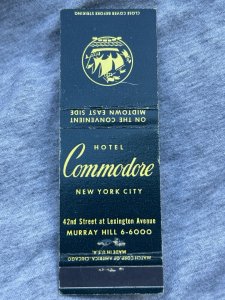 CLOSE COVER BEFORE STRIKING
ON THE CONVENIENT
MIDTOWN EAST SIDE
HOTEL
Commodore
NEW YORK CITY
42nd Street at Lexington Avenue
MURRAY HILL 6-6000
MATCH CORP. OF AMERICA, CHICAGO
MADE IN U.S.A.